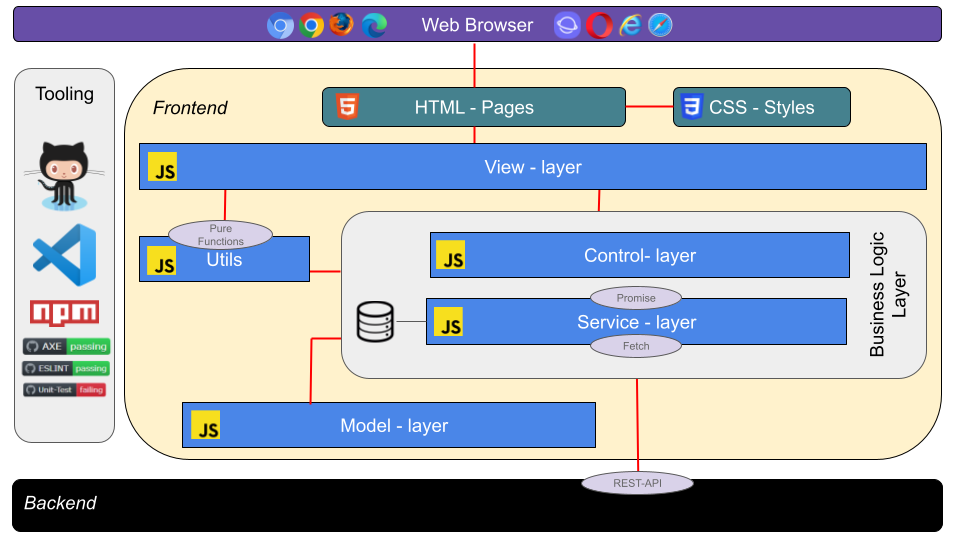 Web Browser
Tooling
Frontend
HTML - Pages
CSS - Styles
JS
View - layer
Pure
Functions
JS
Utils
JS
Control- layer
Promise
JS
Service - layer
Fetch
Business Logic
Layer
npm
AXE passing
ESLINT passing
Unit-Test failing
JS
Model - layer
REST-API
Backend